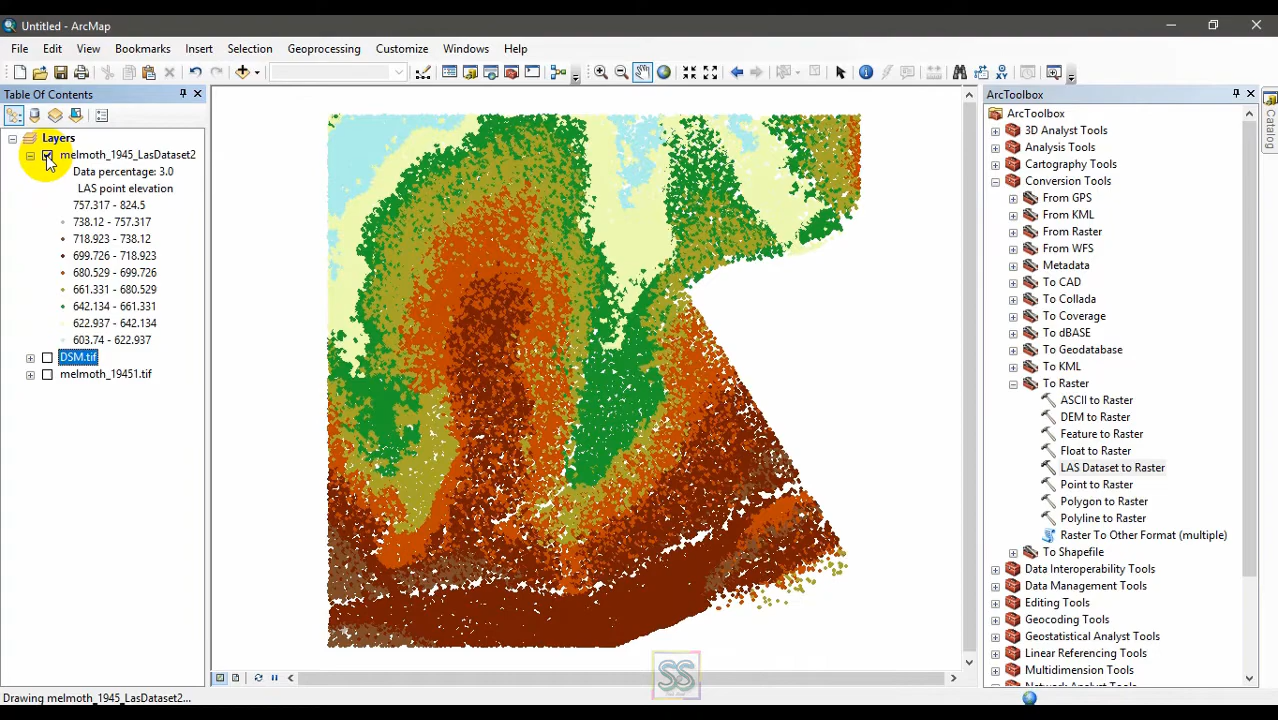 Untitled - ArcMap
File Edit View Bookmarks Insert Selection Geoprocessing Customize Windows Help
Table Of Contents
Layers
melmoth_1945_LasDataset2
Data percentage: 3.0
LAS point elevation
757.317 - 824.5
738.12 - 757.317
718.923 - 738.12
699.726 - 718.923
680.529 - 699.726
661.331 - 680.529
642.134 - 661.331
622.937 - 642.134
603.74 - 622.937
DSM.tif
melmoth_19451.tif
SS
ArcToolbox
ArcToolbox
3D Analyst Tools
Analysis Tools
Cartography Tools
Conversion Tools
From GPS
From KML
From Raster
From WFS
Metadata
To CAD
To Collada
To Coverage
To dBASE
To Geodatabase
To KML
To Raster
ASCII to Raster
DEM to Raster
Feature to Raster
Float to Raster
LAS Dataset to Raster
Point to Raster
Polygon to Raster
Polyline to Raster
Raster To Other Format (multiple)
To Shapefile
Data Interoperability Tools
Data Management Tools
Editing Tools
Geocoding Tools
Geostatistical Analyst Tools
Linear Referencing Tools
Multidimension Tools
Catalog
Drawing melmoth_1945_LasDataset2...